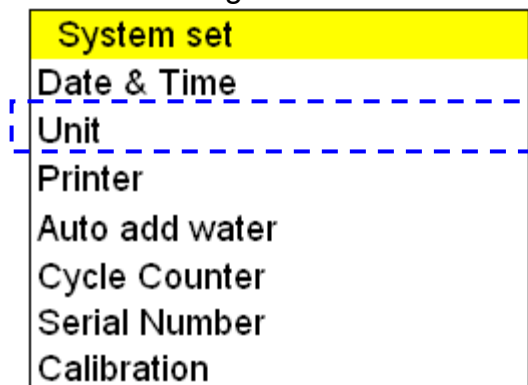 System set
Date & Time
Unit
Printer
Auto add water
Cycle Counter
Serial Number
Calibration